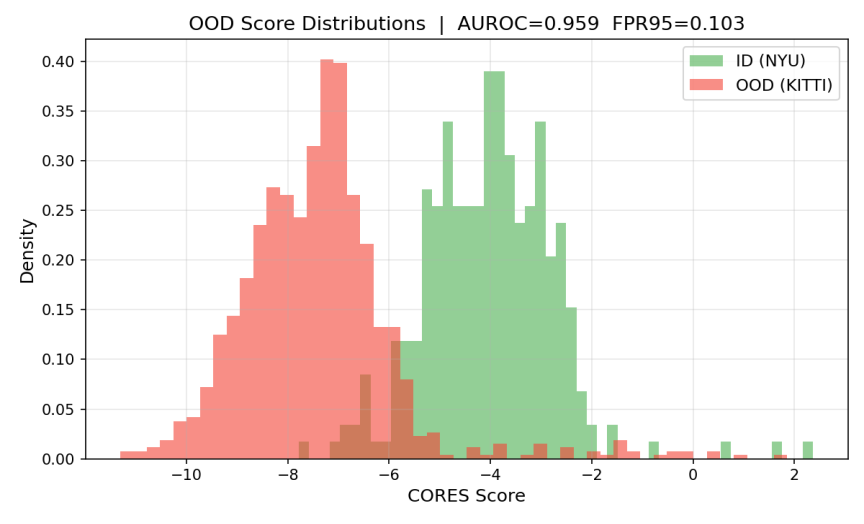 OOD Score Distributions | AUROC=0.959 FPR95=0.103
ID (NYU)
OOD (KITTI)
Density
0.40
0.35
0.30
0.25
0.20
0.15
0.10
0.05
0.00
−10 −8 −6 −4 −2 0 2
CORES Score